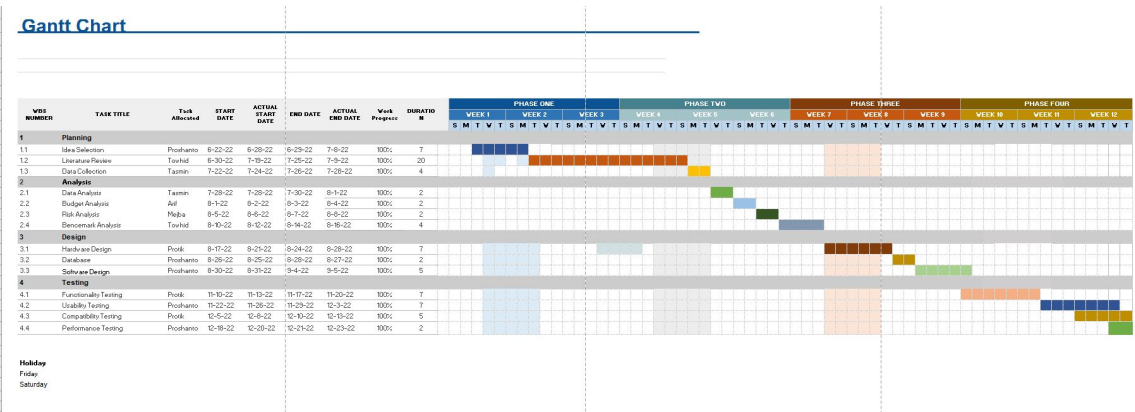 Gantt Chart
PHASE ONE PHASE TWO PHASE THREE PHASE FOUR
WBS NUMBER TASK TITLE Task Allocated START DATE ACTUAL START DATE END DATE ACTUAL END DATE Work Progress DURATION WEEK 1 WEEK 2 WEEK 3 WEEK 4 WEEK 5 WEEK 6 WEEK 7 WEEK 8 WEEK 9 WEEK 10 WEEK 11 WEEK 12
S M T W T S M T W T S M T W T S M T W T S M T W T S M T W T S M T W T S M T W T S M T W T S M T W T S M T W T S M T W T
1 Planning
1.1 Idea Selection Proshanto 6-22-22 6-28-22 6-29-22 7-8-22 100% 7
1.2 Literature Review Towhid 6-30-22 7-19-22 7-25-22 7-9-22 100% 20
1.3 Data Collection Tasmin 7-22-22 7-24-22 7-26-22 7-28-22 100% 4
2 Analysis
2.1 Data Analysis Tasmin 7-28-22 7-28-22 7-30-22 8-1-22 100% 2
2.2 Budget Analysis Arif 8-1-22 8-2-22 8-3-22 8-4-22 100% 2
2.3 Risk Analysis Mejba 8-5-22 8-6-22 8-7-22 8-8-22 100% 2
2.4 Bencemark Analysis Towhid 8-10-22 8-12-22 8-14-22 8-16-22 100% 4
3 Design
3.1 Hardware Design Protik 8-17-22 8-21-22 8-24-22 8-28-22 100% 7
3.2 Database Proshanto 8-26-22 8-25-22 8-28-22 8-27-22 100% 2
3.3 Software Design Proshanto 8-30-22 8-31-22 9-4-22 9-5-22 100% 5
4 Testing
4.1 Functionality Testing Protik 11-10-22 11-13-22 11-17-22 11-20-22 100% 7
4.2 Usability Testing Proshanto 11-22-22 11-26-22 11-29-22 12-3-22 100% 7
4.3 Compatibility Testing Protik 12-5-22 12-8-22 12-10-22 12-13-22 100% 5
4.4 Performance Testing Proshanto 12-18-22 12-20-22 12-21-22 12-23-22 100% 2
Holiday
Friday
Saturday